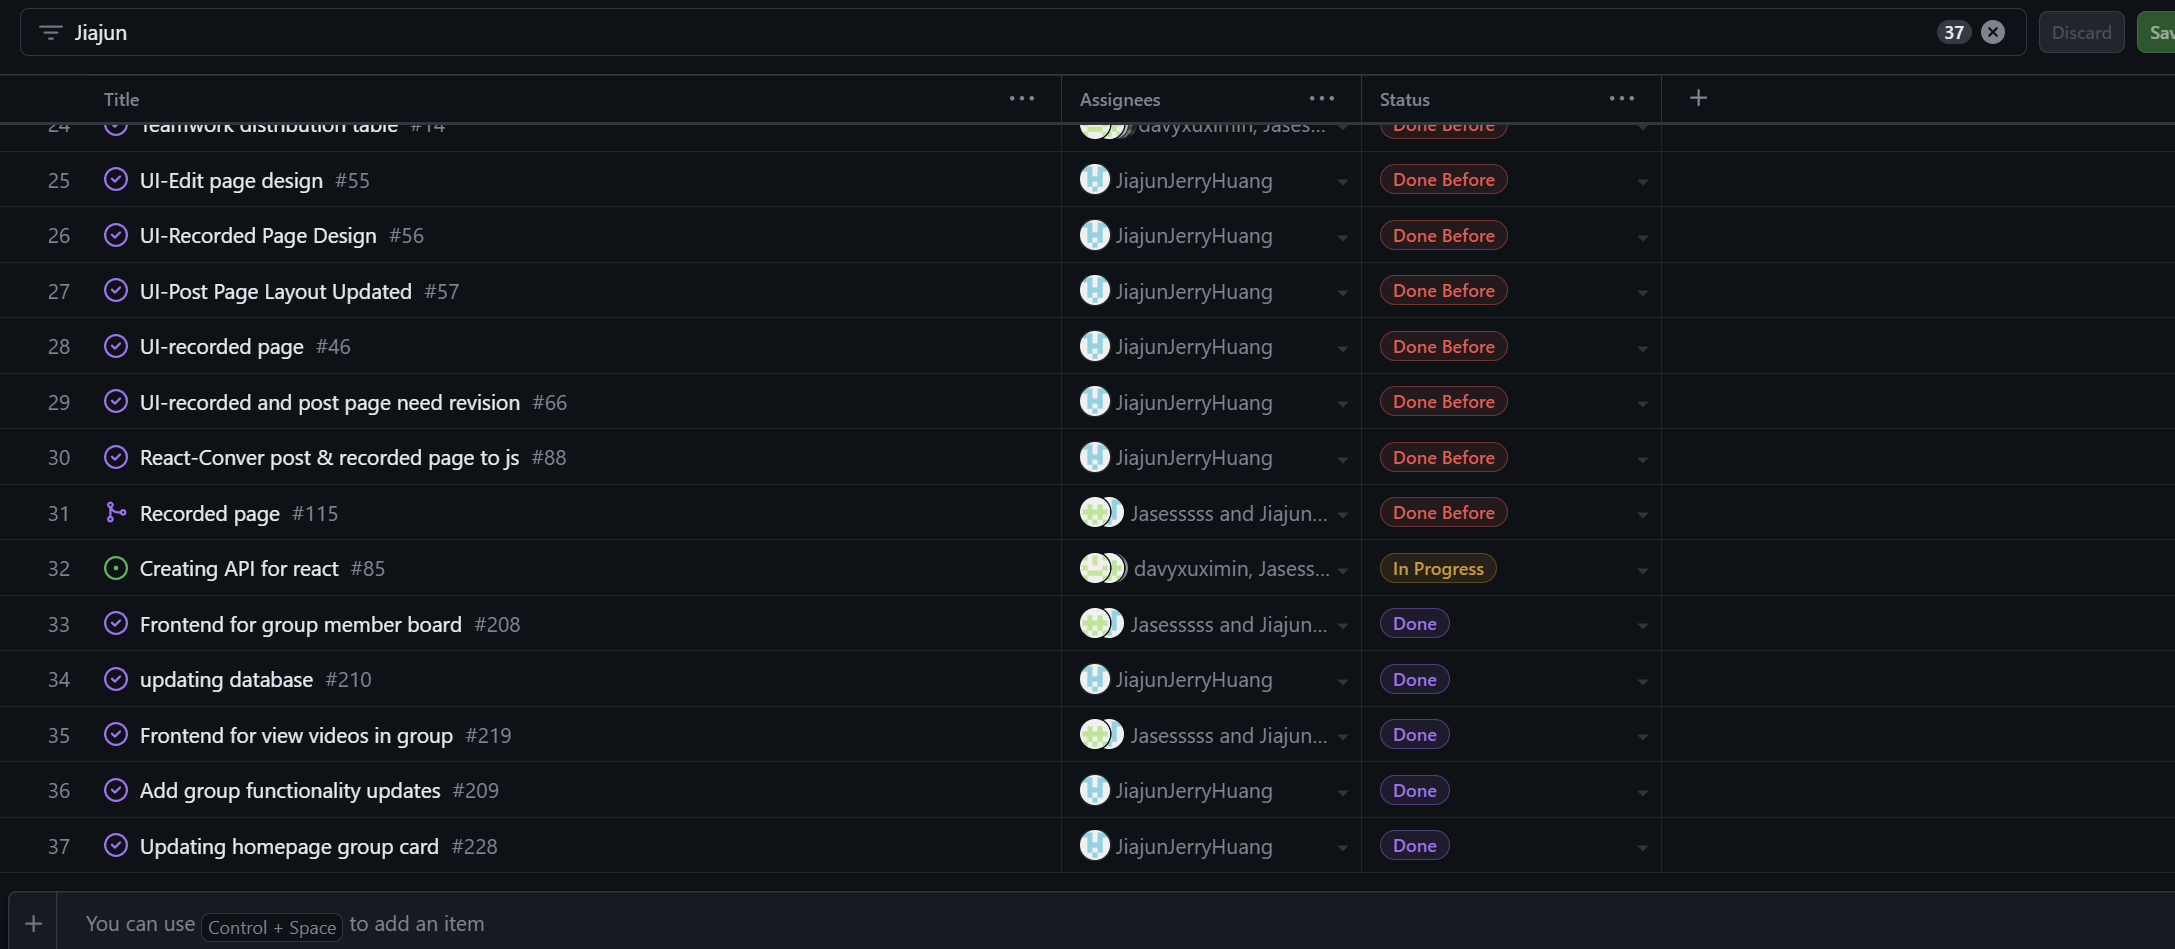 Jiajun 37 Discard Sav
Title Assignees Status
24 Teamwork distribution table #14 davyxuximin, Jases... Done Before
25 UI-Edit page design #55 JiajunJerryHuang Done Before
26 UI-Recorded Page Design #56 JiajunJerryHuang Done Before
27 UI-Post Page Layout Updated #57 JiajunJerryHuang Done Before
28 UI-recorded page #46 JiajunJerryHuang Done Before
29 UI-recorded and post page need revision #66 JiajunJerryHuang Done Before
30 React-Conver post & recorded page to js #88 JiajunJerryHuang Done Before
31 Recorded page #115 Jasesssss and Jiajun... Done Before
32 Creating API for react #85 davyxuximin, Jasess... In Progress
33 Frontend for group member board #208 Jasesssss and Jiajun... Done
34 updating database #210 JiajunJerryHuang Done
35 Frontend for view videos in group #219 Jasesssss and Jiajun... Done
36 Add group functionality updates #209 JiajunJerryHuang Done
37 Updating homepage group card #228 JiajunJerryHuang Done
You can use Control + Space to add an item